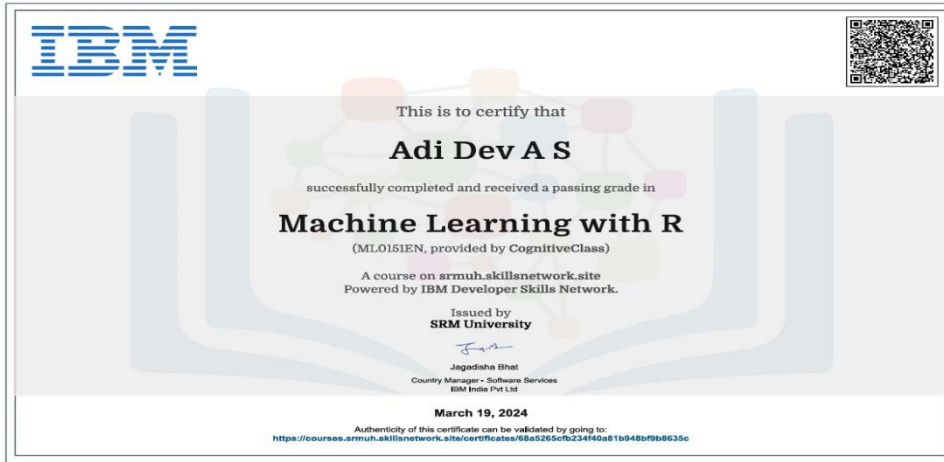 IBM
This is to certify that
Adi Dev A S
successfully completed and received a passing grade in
Machine Learning with R
(ML0151EN, provided by CognitiveClass)
A course on srmuh.skillsnetwork.site
Powered by IBM Developer Skills Network.
Issued by
SRM University
Jagadisha Bhat
Country Manager - Software Services
IBM India Pvt Ltd
March 19, 2024
Authenticity of this certificate can be validated by going to:
https://courses.srmuh.skillsnetwork.site/certificates/68a5265cfb234f40a81b948bf9b8635c